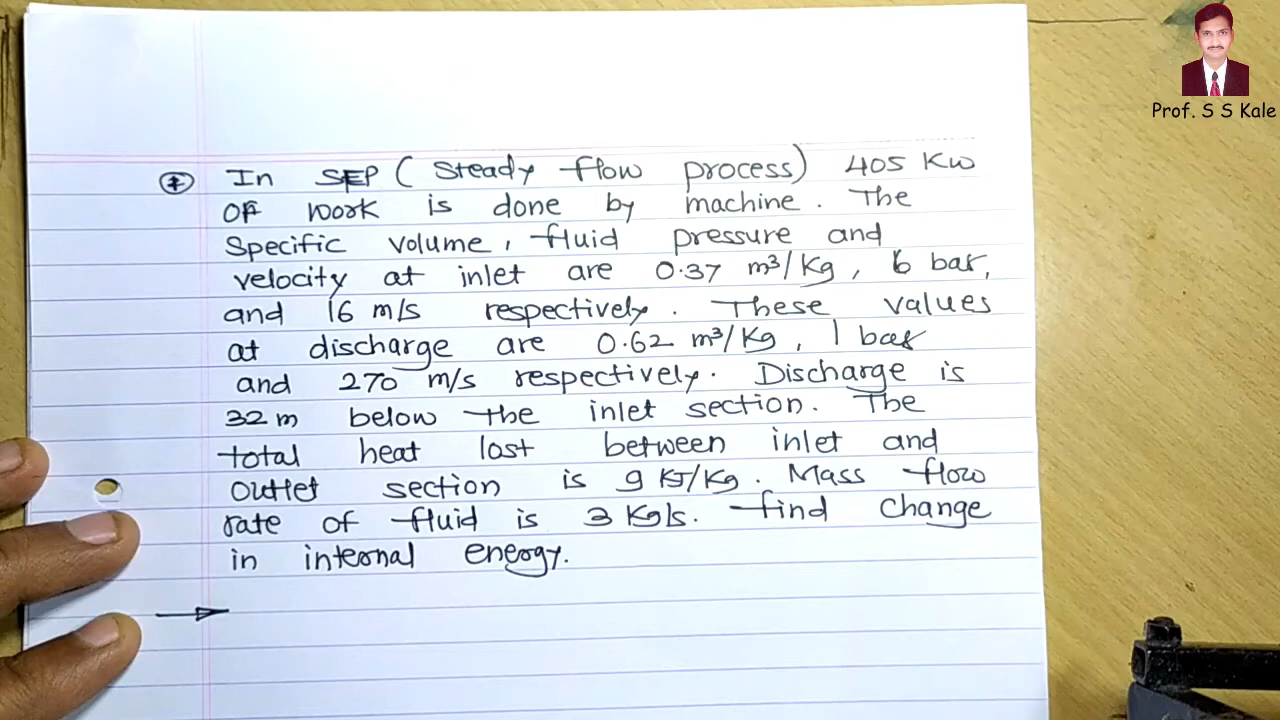 Prof. S S Kale
* In SFP ( Steady flow process) 405 Kw
OF Work is done by machine. The
Specific volume, fluid pressure and
velocity at inlet are 0.37 m³/Kg, 6 bar,
and 16 m/s respectively. These values
at discharge are 0.62 m³/Kg, 1 bar
and 270 m/s respectively. Discharge is
32 m below the inlet section. The
total heat lost between inlet and
outlet section is 9 KJ/Kg. Mass flow
rate of fluid is 3 Kg/s. find change
in internal energy.